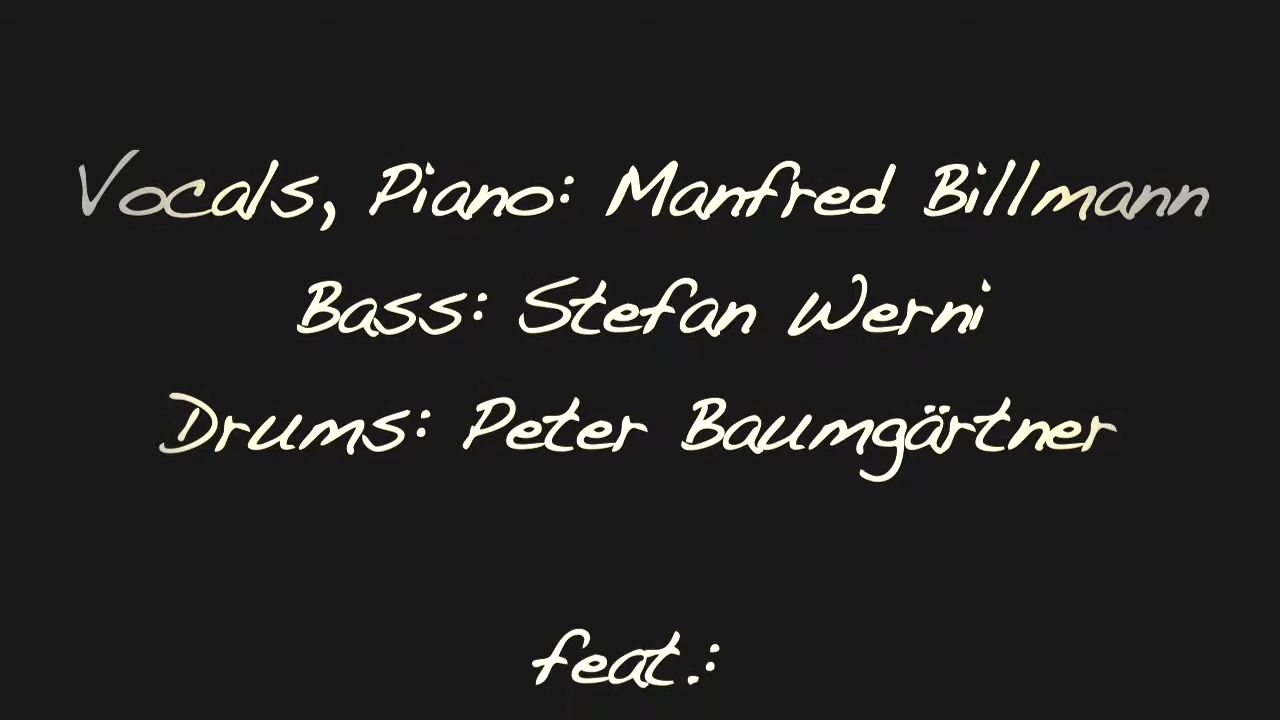 Vocals, Piano: Manfred Billmann
Bass: Stefan Werni
Drums: Peter Baumgärtner
feat.: